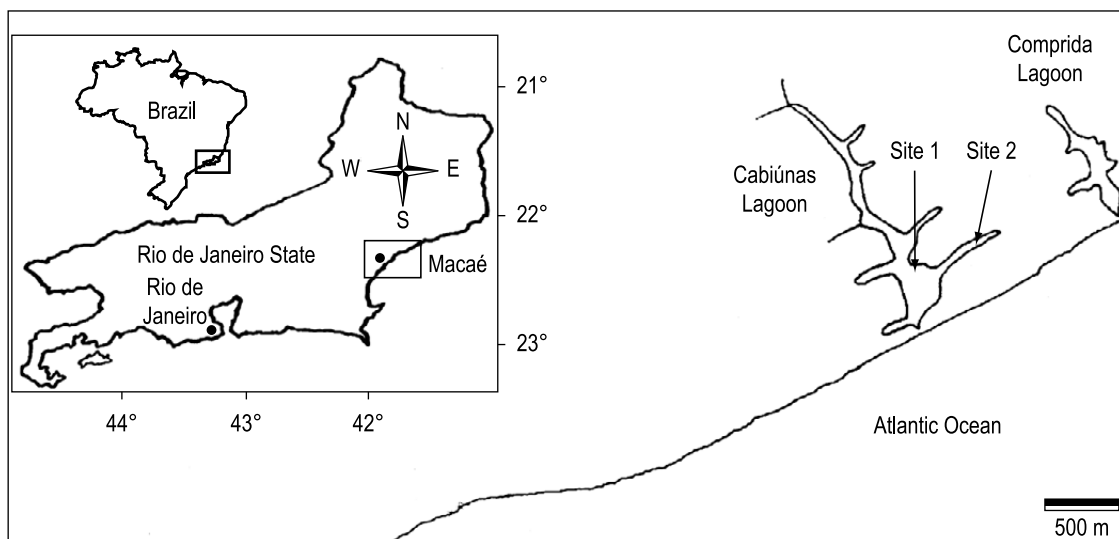 Brazil
N
W
E
S
Rio de Janeiro State
Rio de
Janeiro
Macaé
21°
22°
23°
44°
43°
42°
Comprida
Lagoon
Cabiúnas
Lagoon
Site 1
Site 2
Atlantic Ocean
500 m